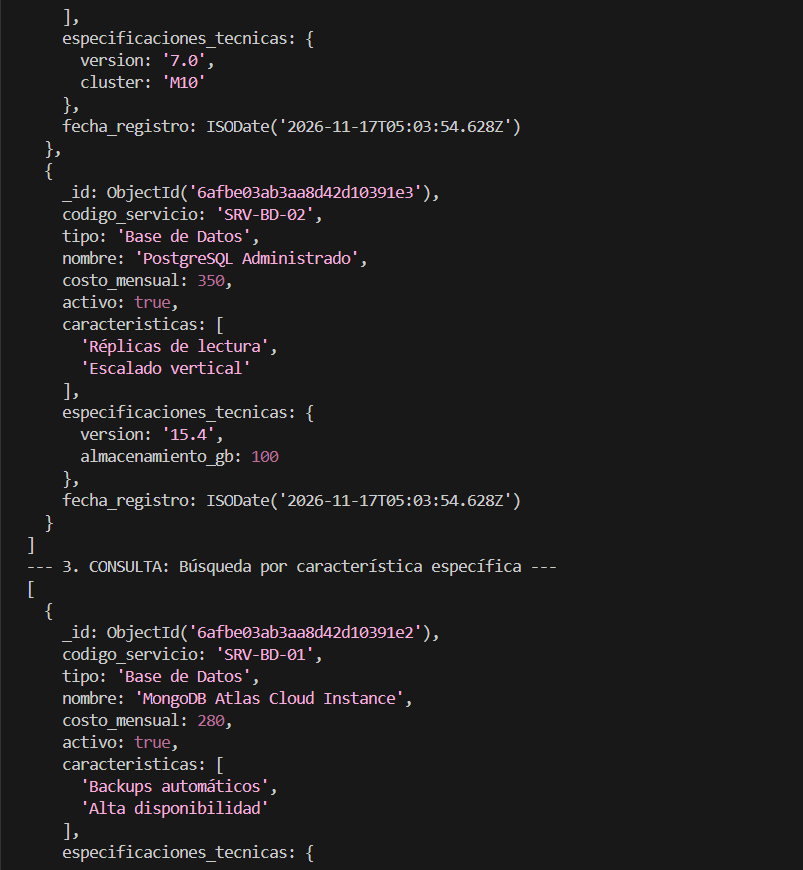 ],
especificaciones_tecnicas: {
version: '7.0',
cluster: 'M10'
},
fecha_registro: ISODate('2026-11-17T05:03:54.628Z')
},
{
_id: ObjectId('6afbe03ab3aa8d42d10391e3'),
codigo_servicio: 'SRV-BD-02',
tipo: 'Base de Datos',
nombre: 'PostgreSQL Administrado',
costo_mensual: 350,
activo: true,
caracteristicas: [
'Réplicas de lectura',
'Escalado vertical'
],
especificaciones_tecnicas: {
version: '15.4',
almacenamiento_gb: 100
},
fecha_registro: ISODate('2026-11-17T05:03:54.628Z')
}
]
--- 3. CONSULTA: Búsqueda por característica específica ---
[
{
_id: ObjectId('6afbe03ab3aa8d42d10391e2'),
codigo_servicio: 'SRV-BD-01',
tipo: 'Base de Datos',
nombre: 'MongoDB Atlas Cloud Instance',
costo_mensual: 280,
activo: true,
caracteristicas: [
'Backups automáticos',
'Alta disponibilidad'
],
especificaciones_tecnicas: {